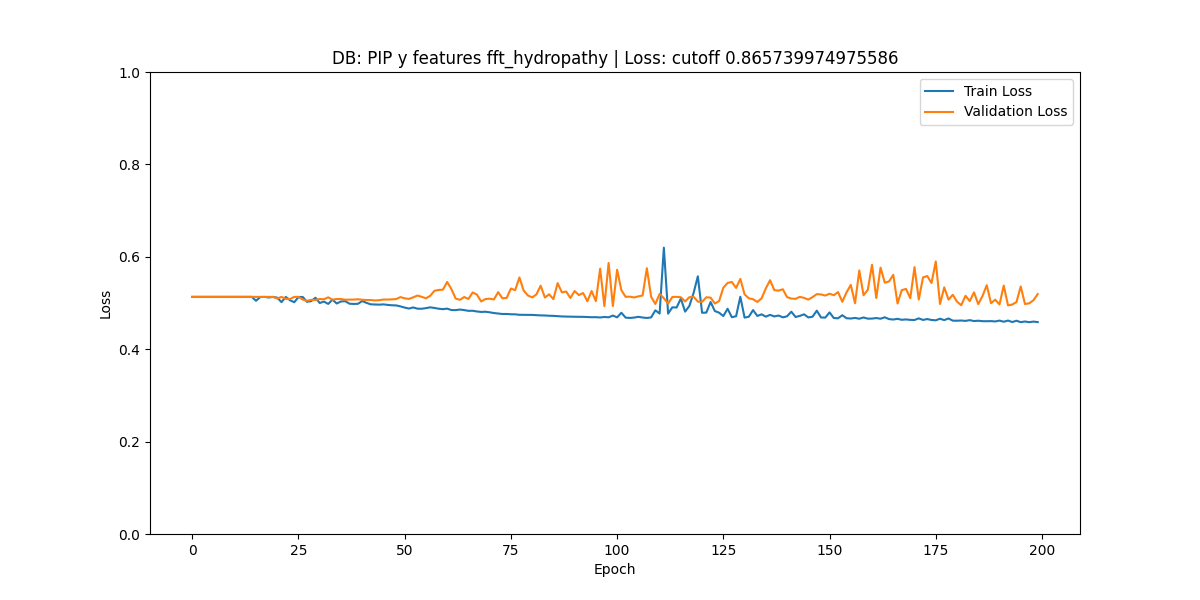 DB: PIP y features fft_hydropathy | Loss: cutoff 0.865739974975586
Train Loss
Validation Loss
1.0
0.8
0.6
0.4
0.2
0.0
Loss
0 25 50 75 100 125 150 175 200
Epoch